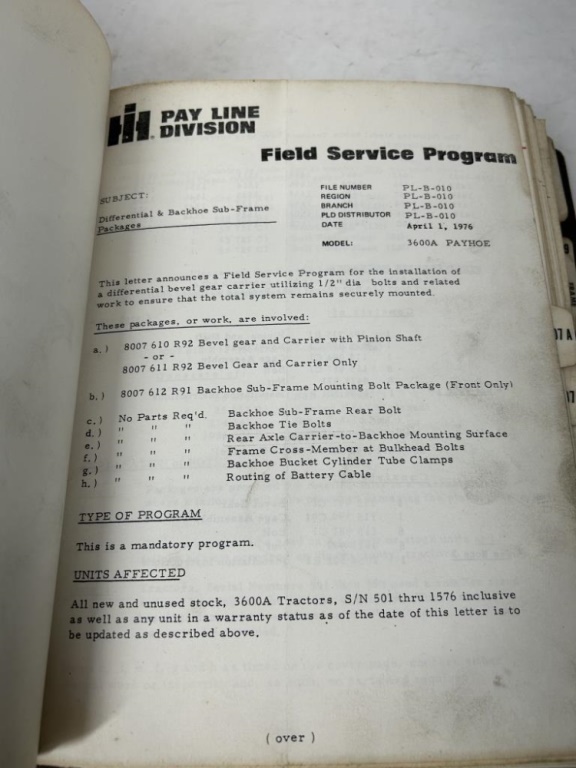 IH PAY LINE
DIVISION
Field Service Program
SUBJECT:
Differential & Backhoe Sub-Frame
Packages
FILE NUMBER PL-B-010
REGION PL-B-010
BRANCH PL-B-010
PLD DISTRIBUTOR PL-B-010
DATE April 1, 1976
MODEL: 3600A PAYHOE
This letter announces a Field Service Program for the installation of
a differential bevel gear carrier utilizing 1/2" dia bolts and related
work to ensure that the total system remains securely mounted.
These packages, or work, are involved:
a.) 8007 610 R92 Bevel gear and Carrier with Pinion Shaft
- or -
8007 611 R92 Bevel Gear and Carrier Only
b.) 8007 612 R91 Backhoe Sub-Frame Mounting Bolt Package (Front Only)
c.) No Parts Req'd. Backhoe Sub-Frame Rear Bolt
d.) " " " Backhoe Tie Bolts
e.) " " " Rear Axle Carrier-to-Backhoe Mounting Surface
f.) " " " Frame Cross-Member at Bulkhead Bolts
g.) " " " Backhoe Bucket Cylinder Tube Clamps
h.) " " " Routing of Battery Cable
TYPE OF PROGRAM
This is a mandatory program.
UNITS AFFECTED
All new and unused stock, 3600A Tractors, S/N 501 thru 1576 inclusive
as well as any unit in a warranty status as of the date of this letter is to
be updated as described above.
( over )